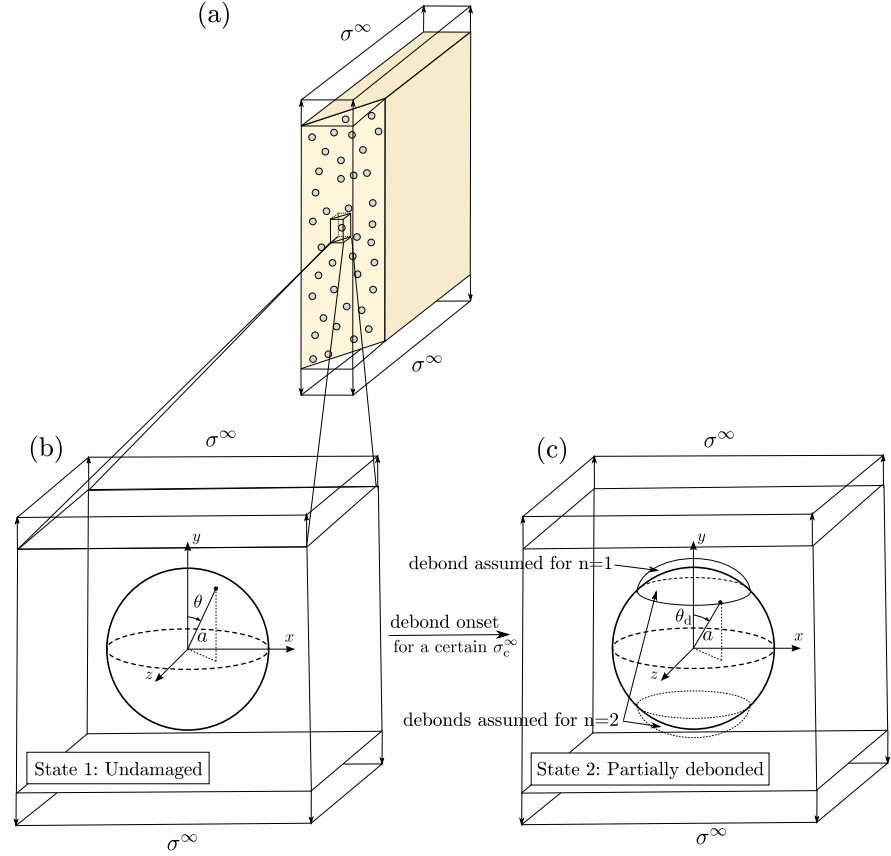 (a)
σ∞
σ∞
(b)
σ∞
(c)
σ∞
y
θ
a
x
z
debond assumed for n=1
debond onset
for a certain σc∞
y
θd
a
x
z
debonds assumed for n=2
State 1: Undamaged
State 2: Partially debonded
σ∞
σ∞